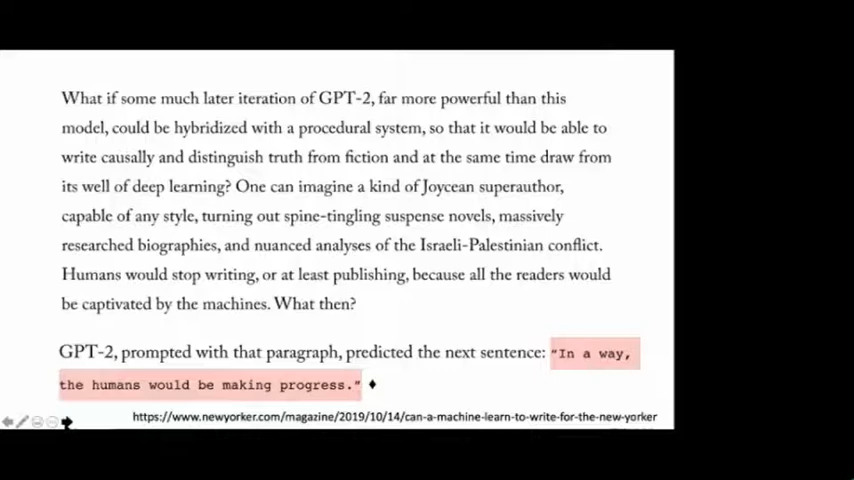 What if some much later iteration of GPT-2, far more powerful than this
model, could be hybridized with a procedural system, so that it would be able to
write causally and distinguish truth from fiction and at the same time draw from
its well of deep learning? One can imagine a kind of Joycean superauthor,
capable of any style, turning out spine-tingling suspense novels, massively
researched biographies, and nuanced analyses of the Israeli-Palestinian conflict.
Humans would stop writing, or at least publishing, because all the readers would
be captivated by the machines. What then?
GPT-2, prompted with that paragraph, predicted the next sentence: “In a way,
the humans would be making progress.” ♦
https://www.newyorker.com/magazine/2019/10/14/can-a-machine-learn-to-write-for-the-new-yorker